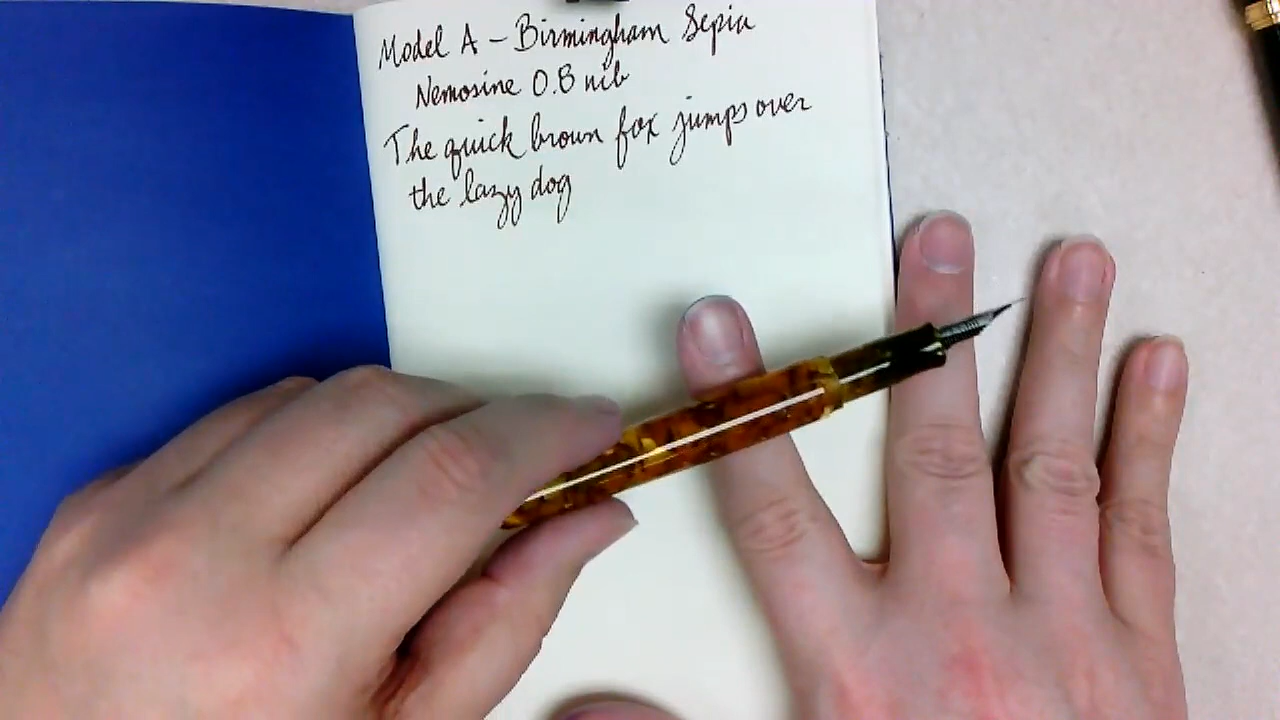 Model A - Birmingham Sepia
Nemosine 0.8 nib
The quick brown fox jumps over
the lazy dog